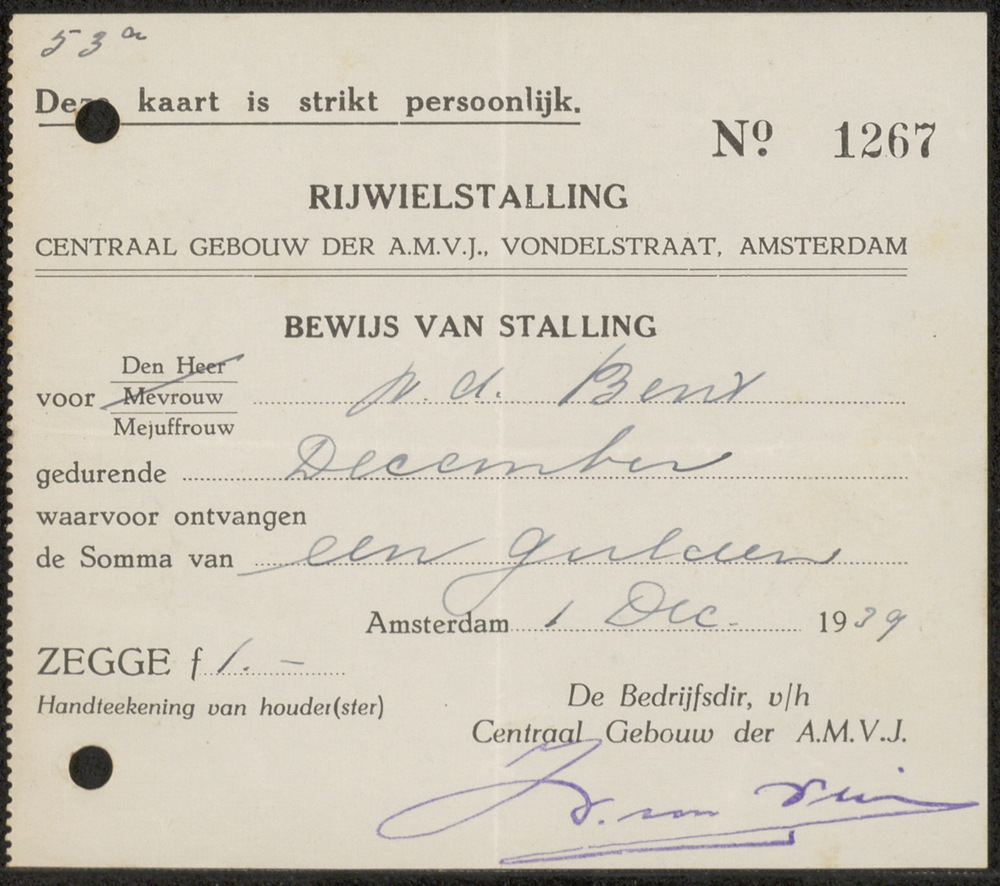 53a
Deze kaart is strikt persoonlijk.
Nº 1267
RIJWIELSTALLING
CENTRAAL GEBOUW DER A.M.V.J., VONDELSTRAAT, AMSTERDAM
BEWIJS VAN STALLING
Den Heer
voor Mevrouw v. d. Bent
Mejuffrouw
gedurende December
waarvoor ontvangen
de Somma van een gulden
Amsterdam 1 Dec. 1939
ZEGGE f 1. –
Handteekening van houder(ster)
De Bedrijfsdir, v/h
Centraal Gebouw der A.M.V.J.